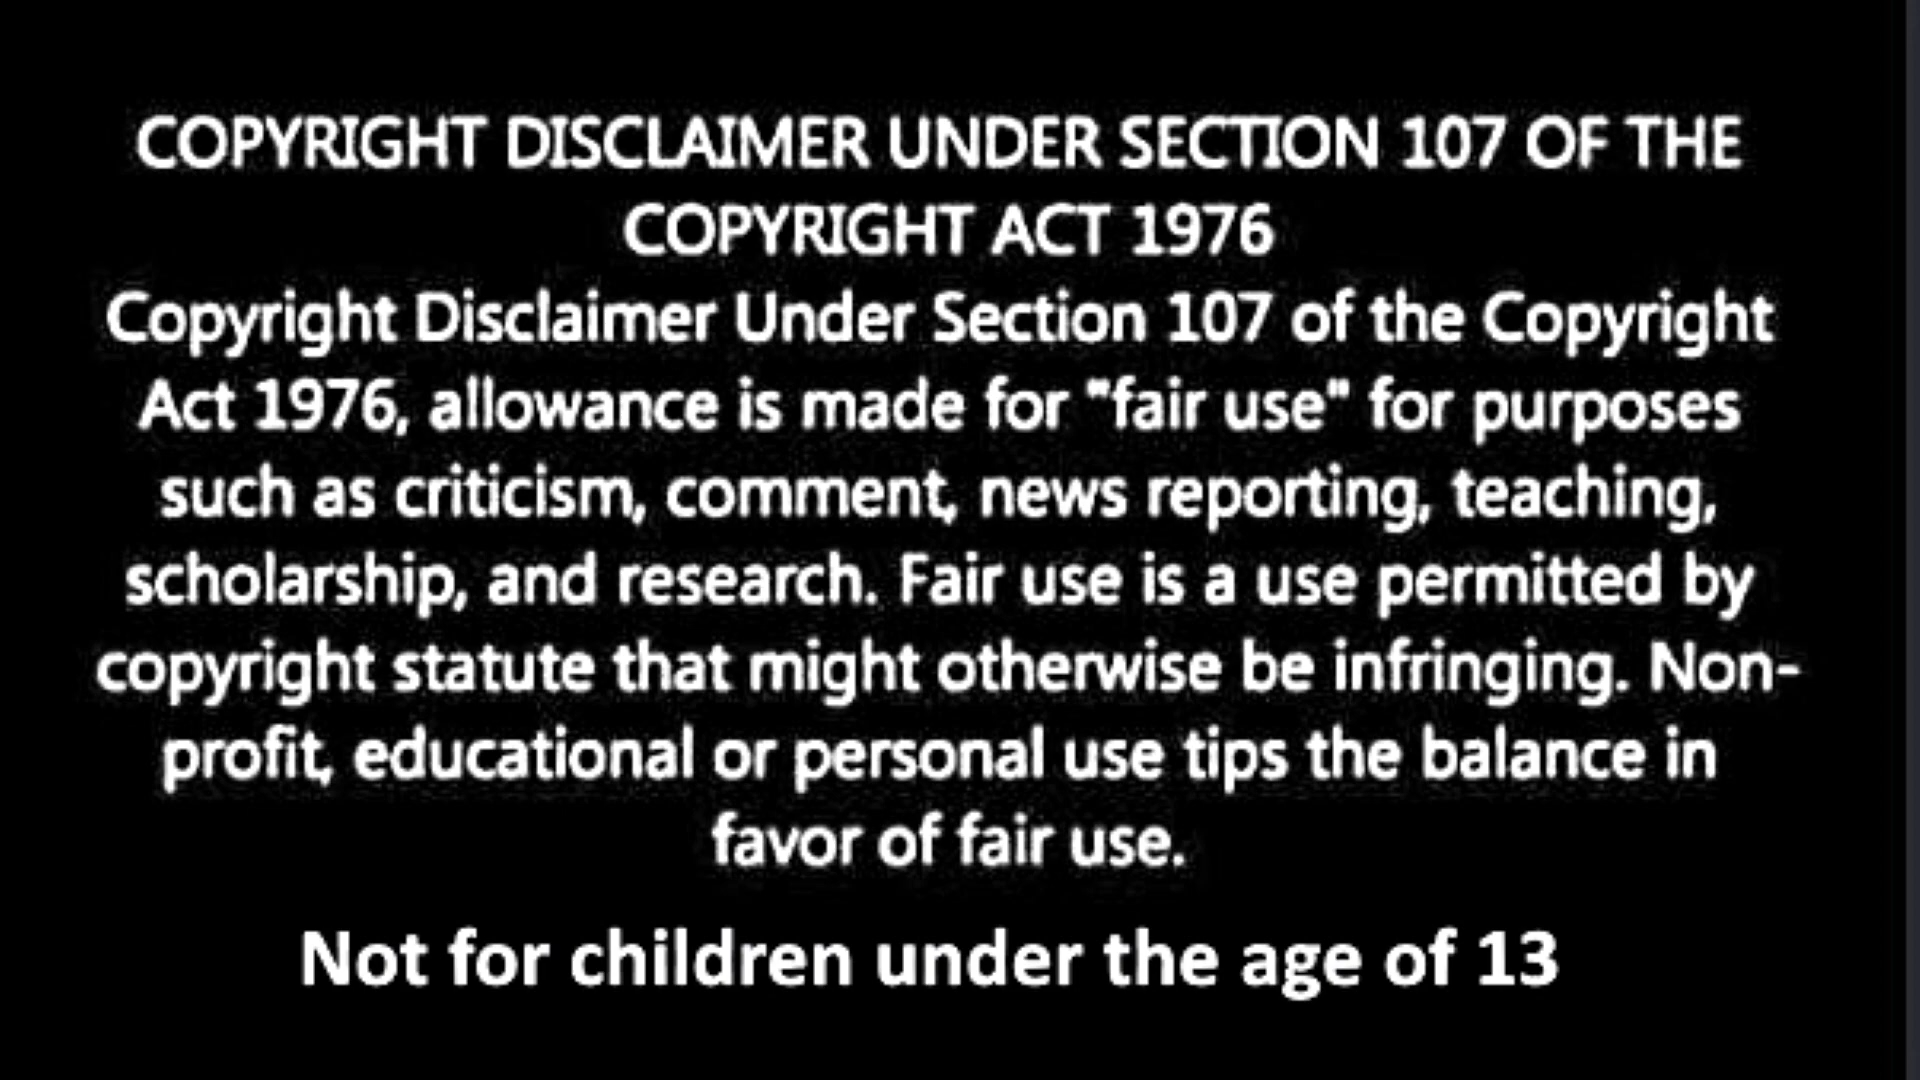 COPYRIGHT DISCLAIMER UNDER SECTION 107 OF THE
COPYRIGHT ACT 1976
Copyright Disclaimer Under Section 107 of the Copyright
Act 1976, allowance is made for "fair use" for purposes
such as criticism, comment, news reporting, teaching,
scholarship, and research. Fair use is a use permitted by
copyright statute that might otherwise be infringing. Non-
profit, educational or personal use tips the balance in
favor of fair use.
Not for children under the age of 13